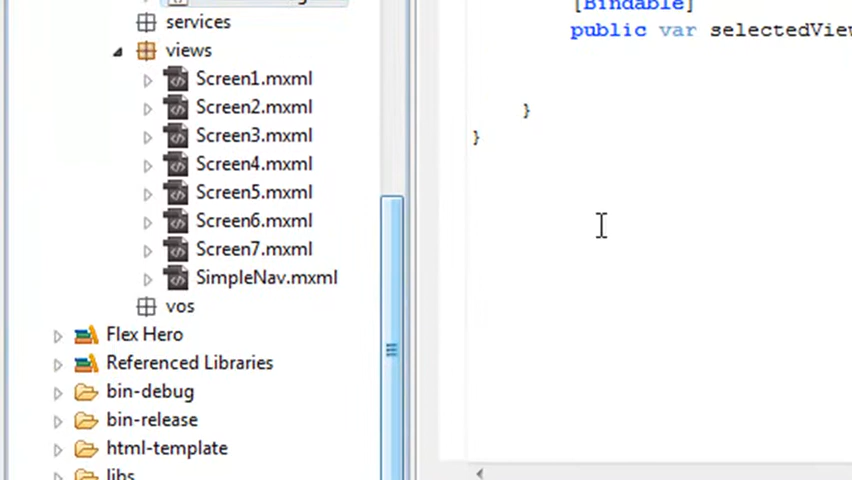 services
views
Screen1.mxml
Screen2.mxml
Screen3.mxml
Screen4.mxml
Screen5.mxml
Screen6.mxml
Screen7.mxml
SimpleNav.mxml
vos
Flex Hero
Referenced Libraries
bin-debug
bin-release
html-template
libs
[Bindable]
public var selectedView
}
}